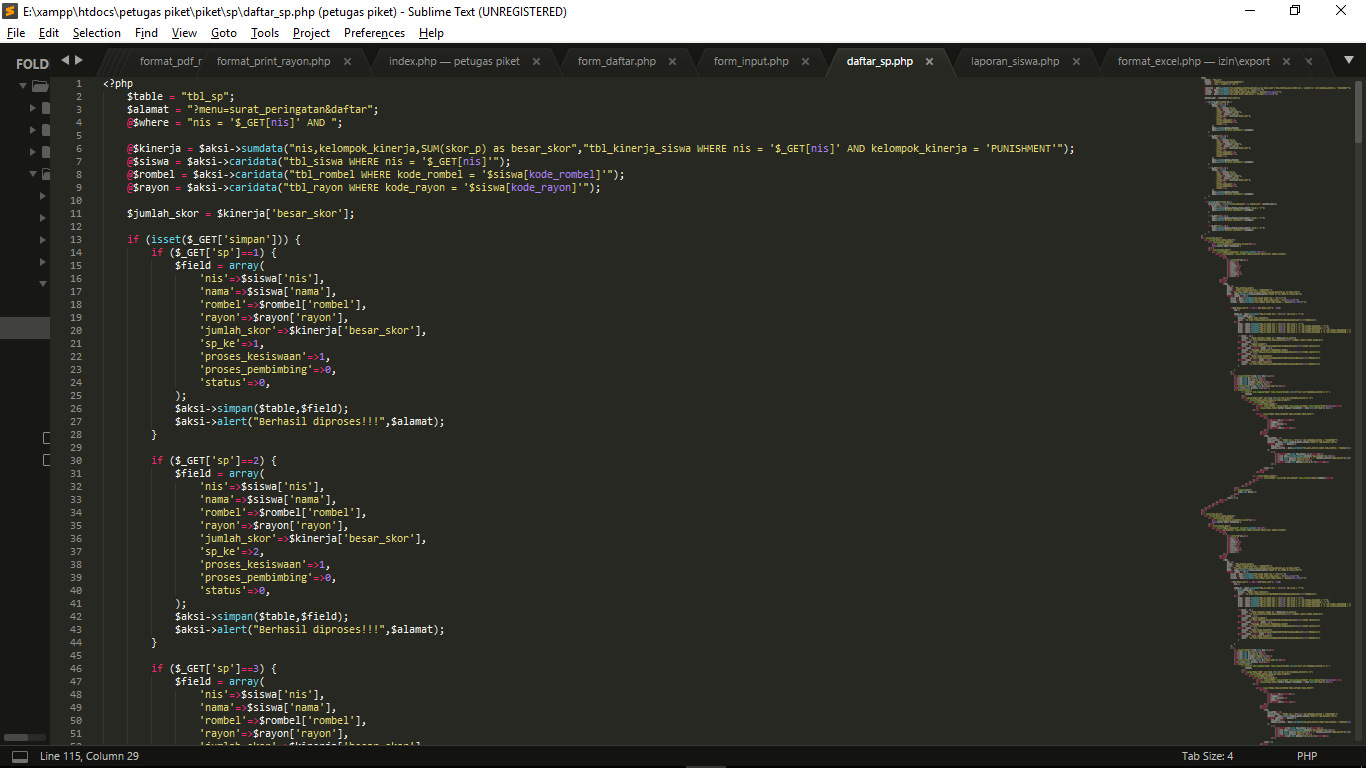 E:\xampp\htdocs\petugas piket\piket\sp\daftar_sp.php (petugas piket) - Sublime Text (UNREGISTERED)
File Edit Selection Find View Goto Tools Project Preferences Help
FOLD
format_pdf_r format_print_rayon.php index.php — petugas piket form_daftar.php form_input.php daftar_sp.php laporan_siswa.php format_excel.php — izin\export
1 <?php
2 $table = "tbl_sp";
3 $alamat = "?menu=surat_peringatan&daftar";
4 @$where = "nis = '$_GET[nis]' AND ";
5
6 @$kinerja = $aksi->sumdata("nis,kelompok_kinerja,SUM(skor_p) as besar_skor","tbl_kinerja_siswa WHERE nis = '$_GET[nis]' AND kelompok_kinerja = 'PUNISHMENT'");
7 @$siswa = $aksi->caridata("tbl_siswa WHERE nis = '$_GET[nis]'");
8 @$rombel = $aksi->caridata("tbl_rombel WHERE kode_rombel = '$siswa[kode_rombel]'");
9 @$rayon = $aksi->caridata("tbl_rayon WHERE kode_rayon = '$siswa[kode_rayon]'");
10
11 $jumlah_skor = $kinerja['besar_skor'];
12
13 if (isset($_GET['simpan'])) {
14 if ($_GET['sp']==1) {
15 $field = array(
16 'nis'=>$siswa['nis'],
17 'nama'=>$siswa['nama'],
18 'rombel'=>$rombel['rombel'],
19 'rayon'=>$rayon['rayon'],
20 'jumlah_skor'=>$kinerja['besar_skor'],
21 'sp_ke'=>1,
22 'proses_kesiswaan'=>1,
23 'proses_pembimbing'=>0,
24 'status'=>0,
25 );
26 $aksi->simpan($table,$field);
27 $aksi->alert("Berhasil diproses!!!",$alamat);
28 }
29
30 if ($_GET['sp']==2) {
31 $field = array(
32 'nis'=>$siswa['nis'],
33 'nama'=>$siswa['nama'],
34 'rombel'=>$rombel['rombel'],
35 'rayon'=>$rayon['rayon'],
36 'jumlah_skor'=>$kinerja['besar_skor'],
37 'sp_ke'=>2,
38 'proses_kesiswaan'=>1,
39 'proses_pembimbing'=>0,
40 'status'=>0,
41 );
42 $aksi->simpan($table,$field);
43 $aksi->alert("Berhasil diproses!!!",$alamat);
44 }
45
46 if ($_GET['sp']==3) {
47 $field = array(
48 'nis'=>$siswa['nis'],
49 'nama'=>$siswa['nama'],
50 'rombel'=>$rombel['rombel'],
51 'rayon'=>$rayon['rayon'],
Line 115, Column 29 Tab Size: 4 PHP